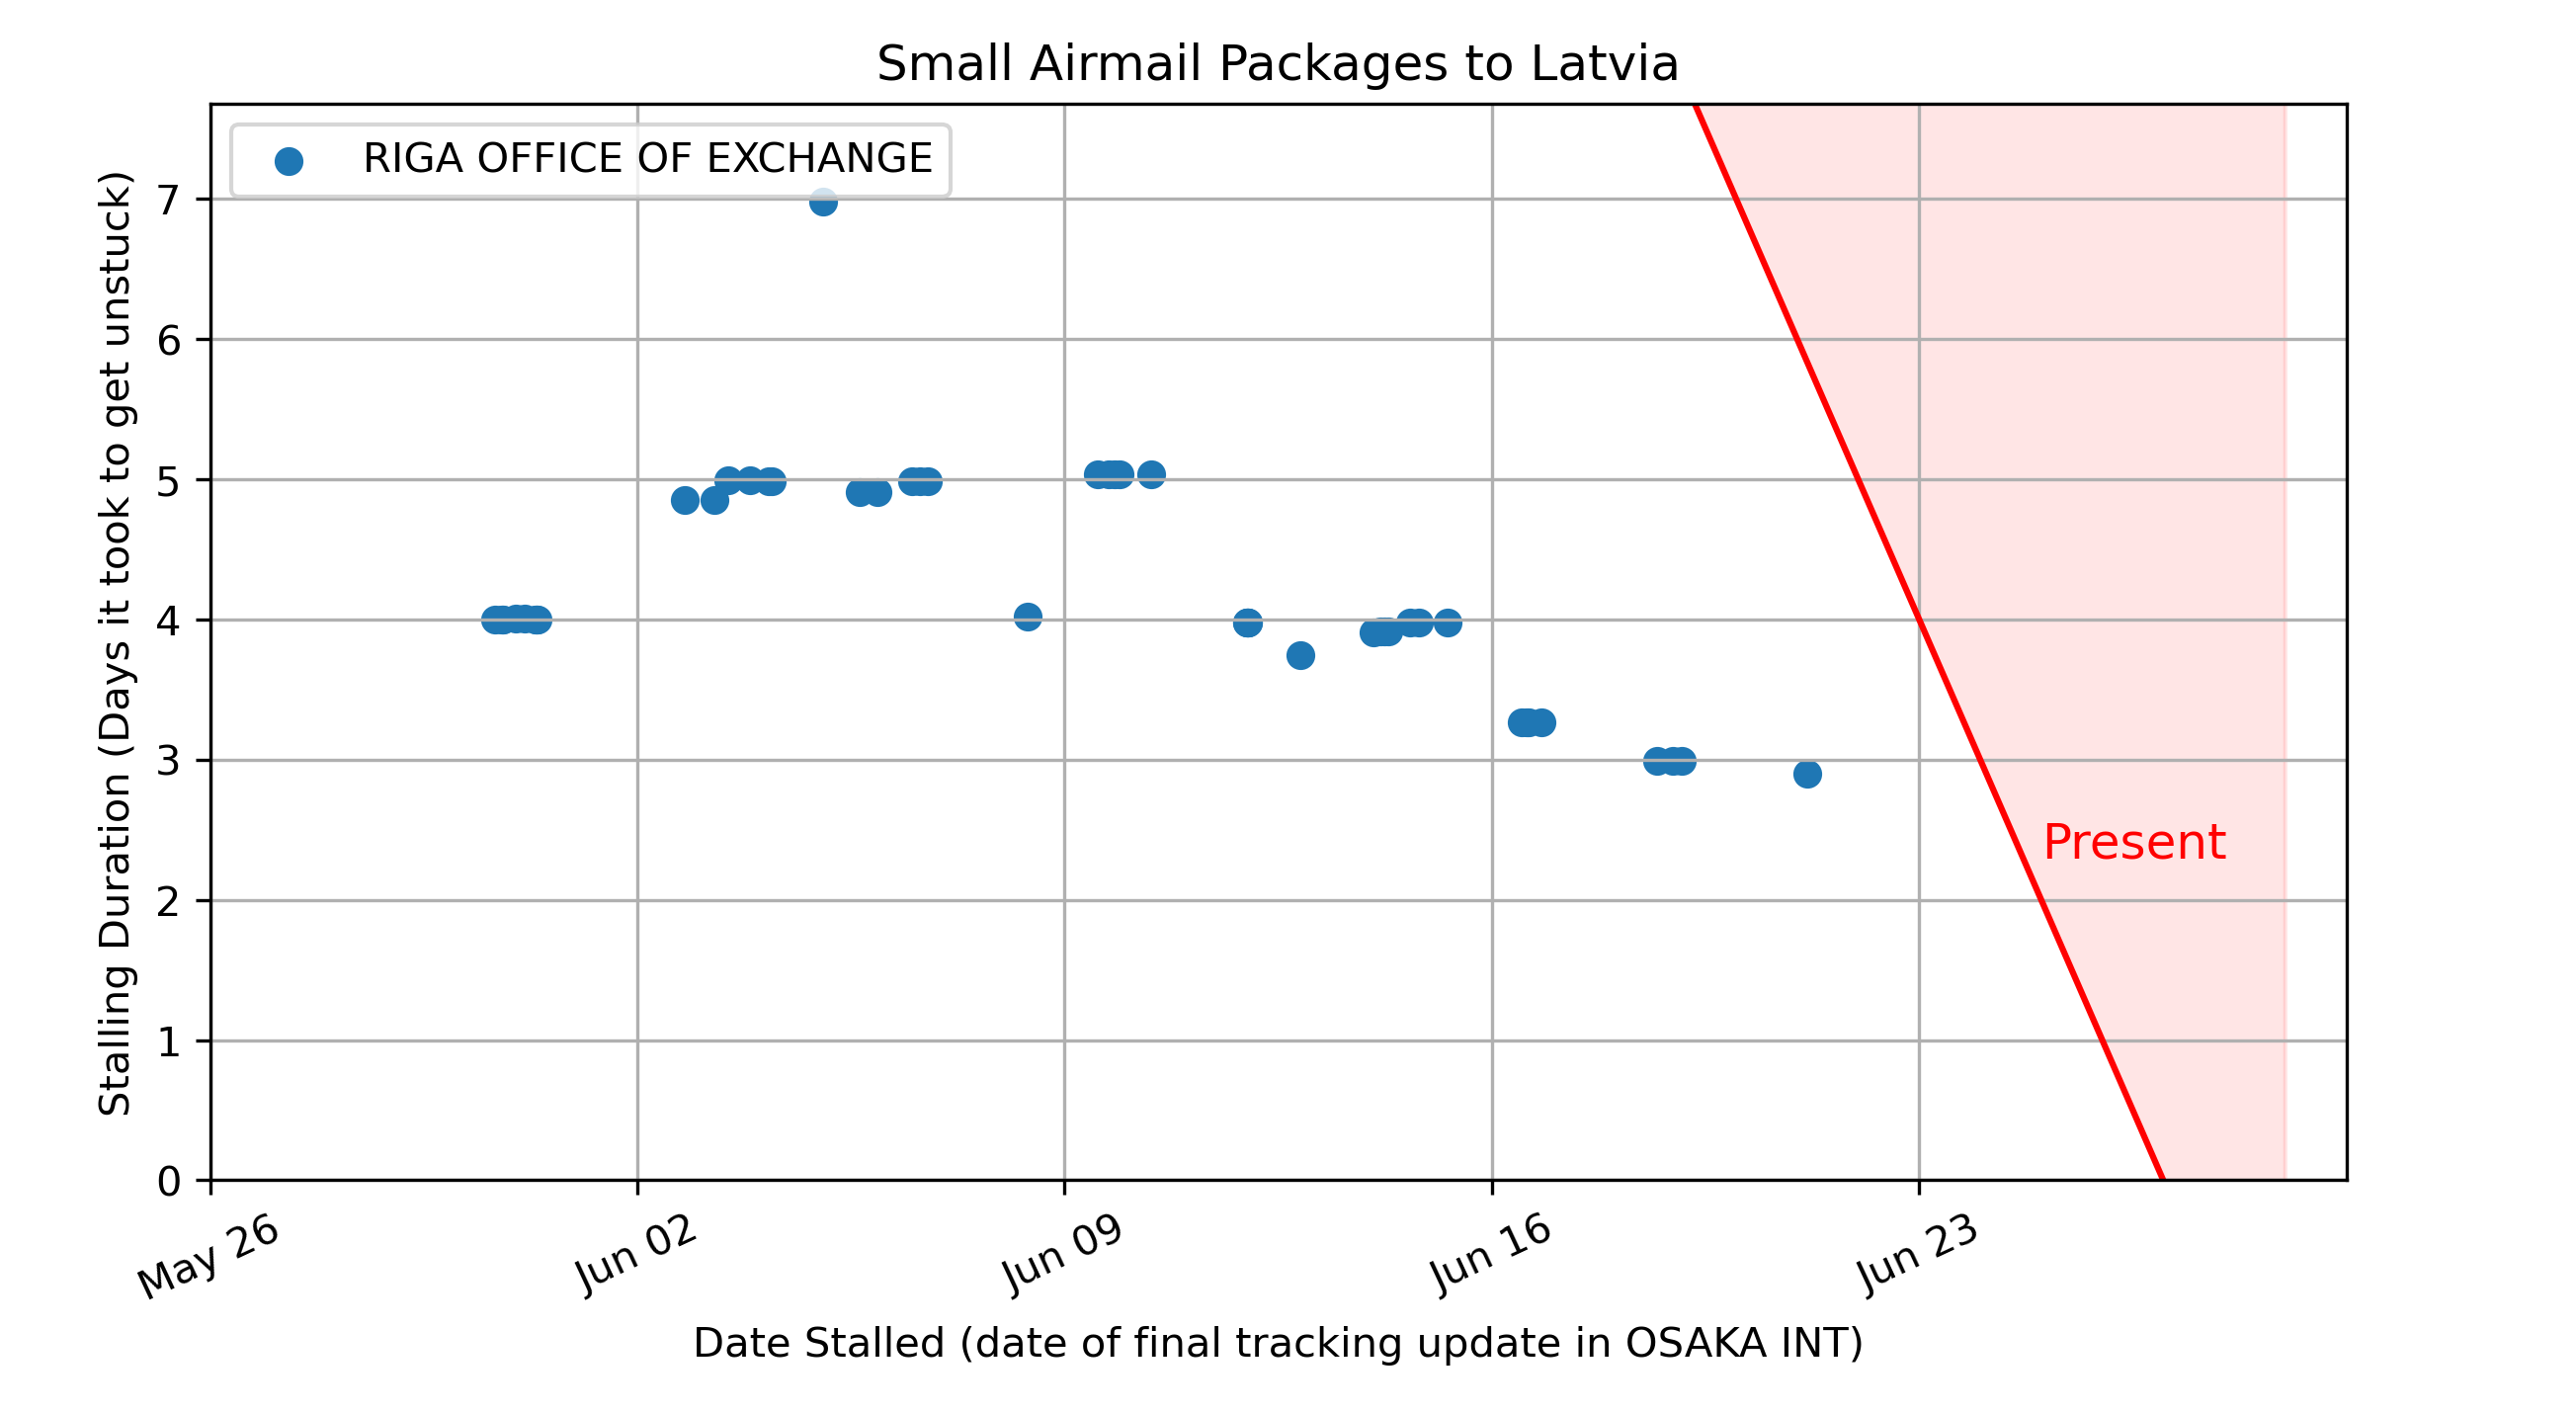 Small Airmail Packages to Latvia
RIGA OFFICE OF EXCHANGE
Stalling Duration (Days it took to get unstuck)
7
6
5
4
3
2
1
0
Present
May 26
Jun 02
Jun 09
Jun 16
Jun 23
Date Stalled (date of final tracking update in OSAKA INT)